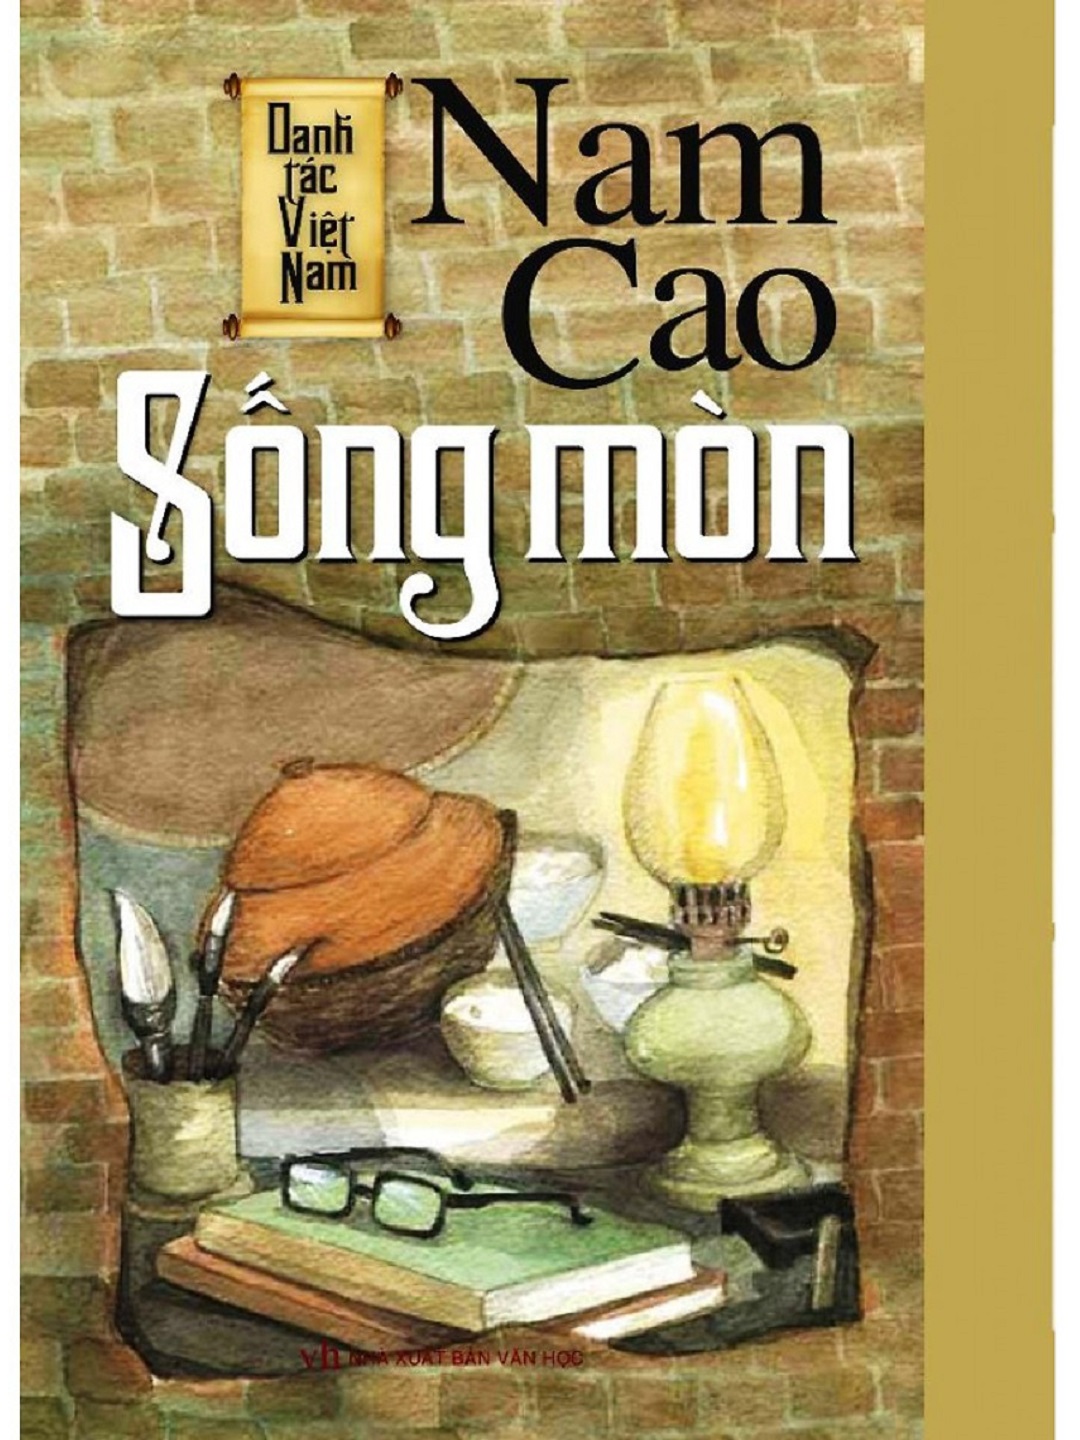 Danh
tác
Việt
Nam
Nam
Cao
Sống mòn
vh NHÀ XUẤT BẢN VĂN HỌC